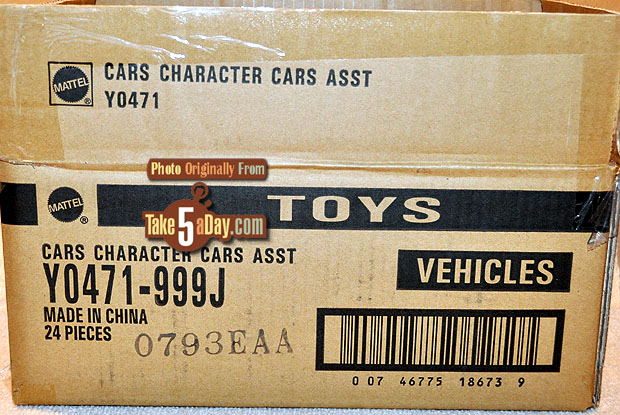 MATTEL
CARS CHARACTER CARS ASST
Y0471
Photo Originally From
Take5aDay.com
MATTEL
TOYS
CARS CHARACTER CARS ASST
Y0471-999J
VEHICLES
MADE IN CHINA
24 PIECES
0793EAA
0 07 46775 18673 9